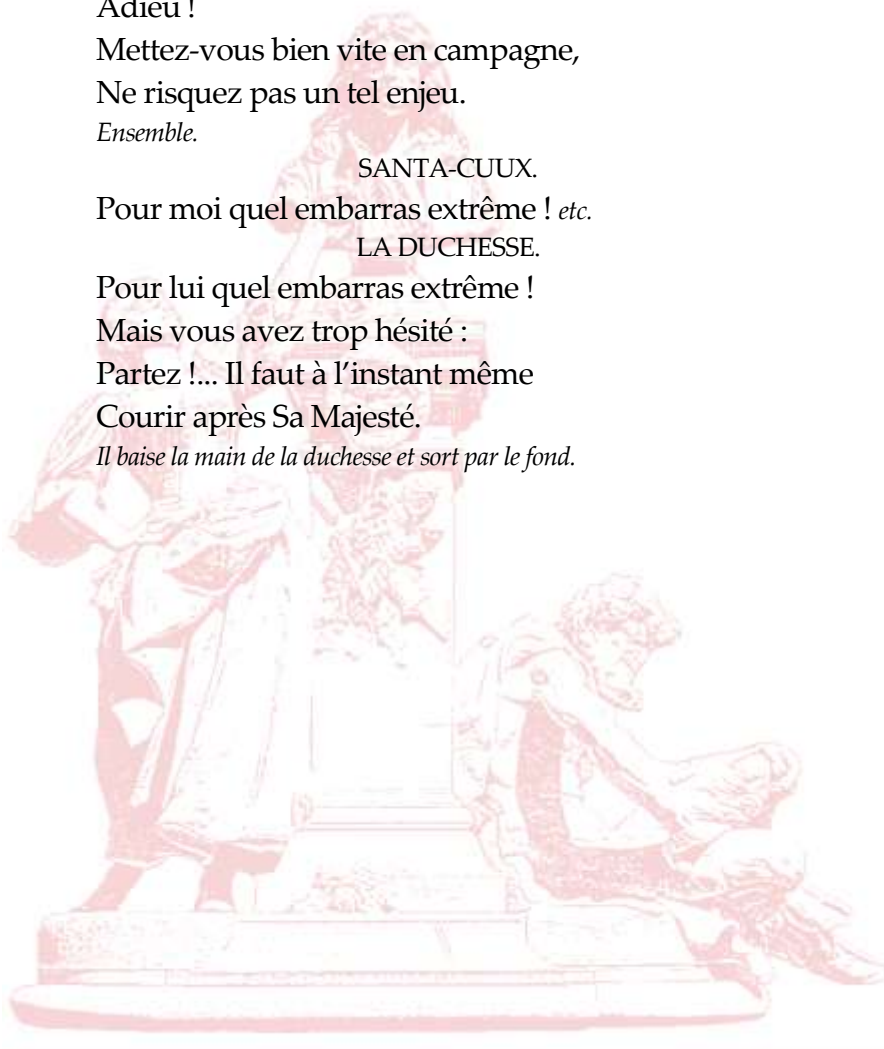 Adieu !
Mettez-vous bien vite en campagne,
Ne risquez pas un tel enjeu.
Ensemble.
SANTA-CUUX.
Pour moi quel embarras extrême ! etc.
LA DUCHESSE.
Pour lui quel embarras extrême !
Mais vous avez trop hésité :
Partez !... Il faut à l’instant même
Courir après Sa Majesté.
Il baise la main de la duchesse et sort par le fond.